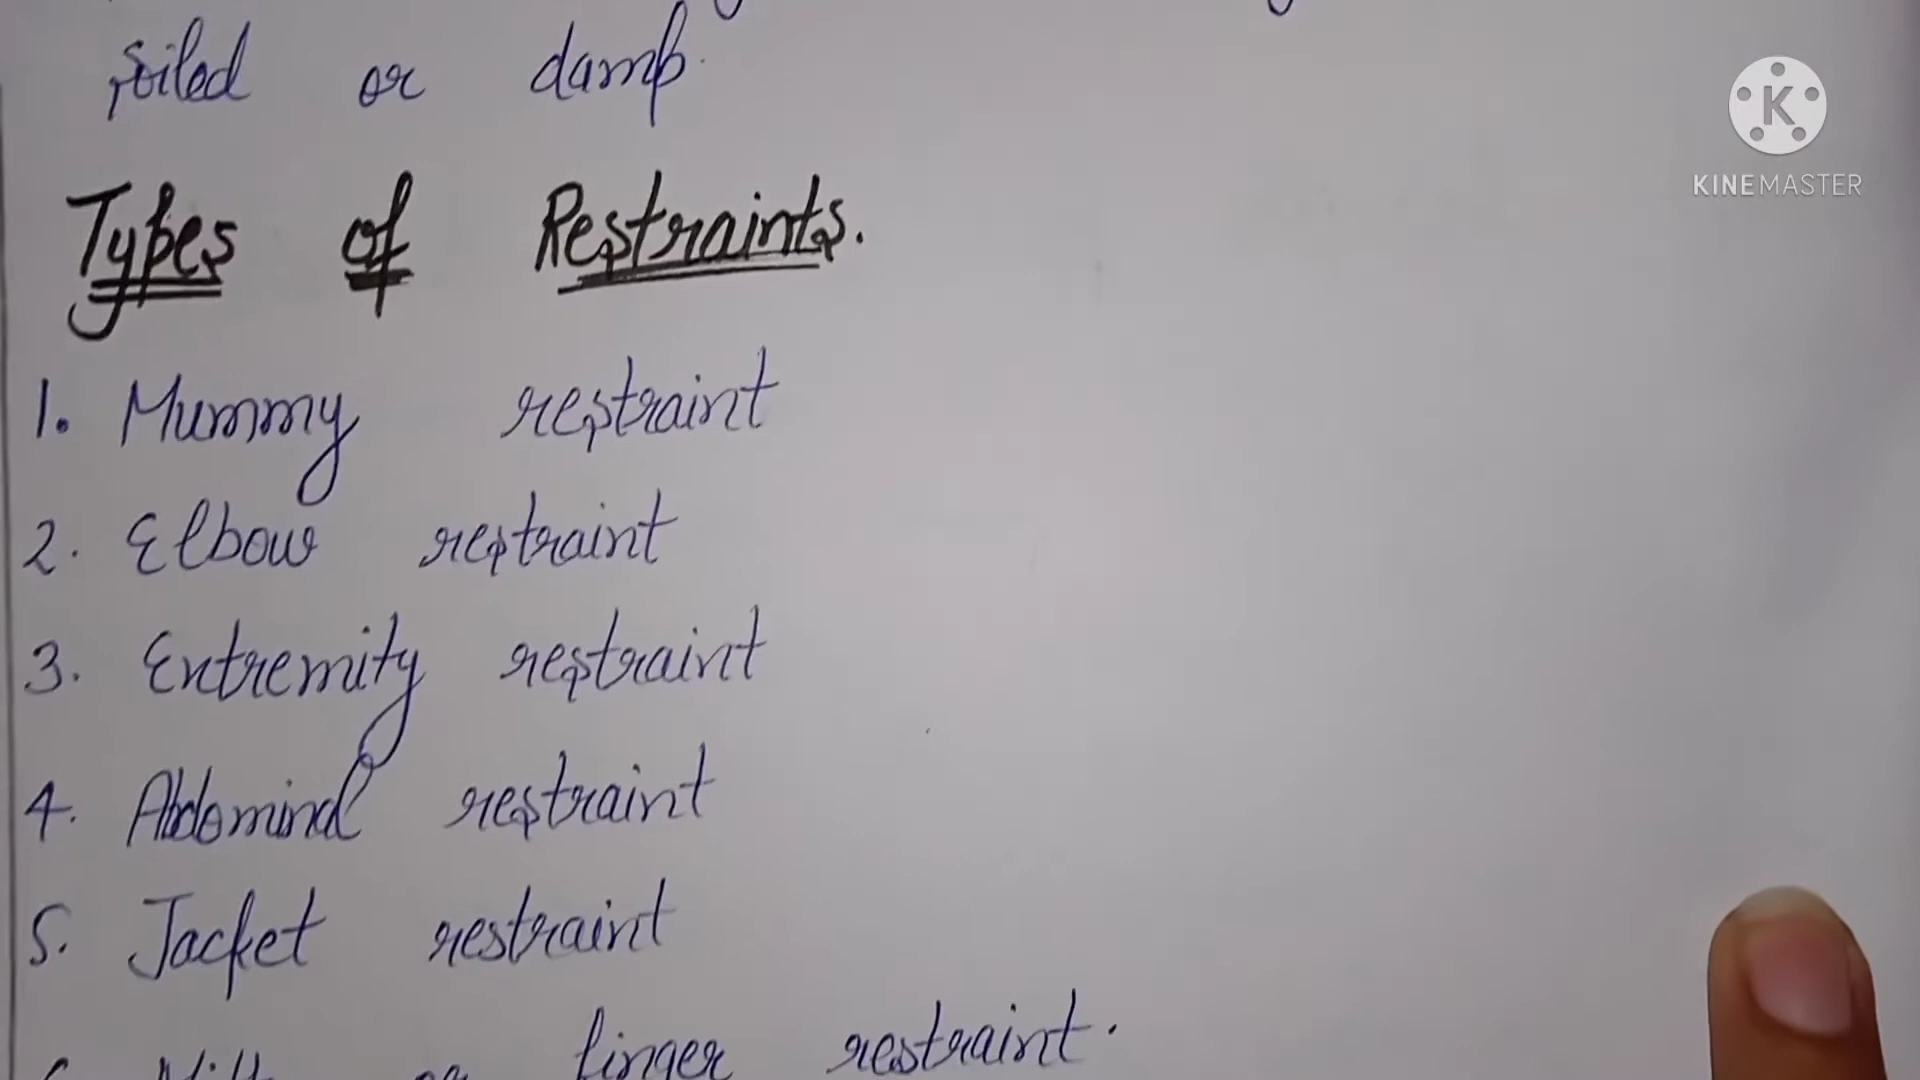 soiled or damp.
K
KINEMASTER
Types of Restraints.
1. Mummy restraint
2. Elbow restraint
3. Extremity restraint
4. Abdominal restraint
5. Jacket restraint
or finger restraint.